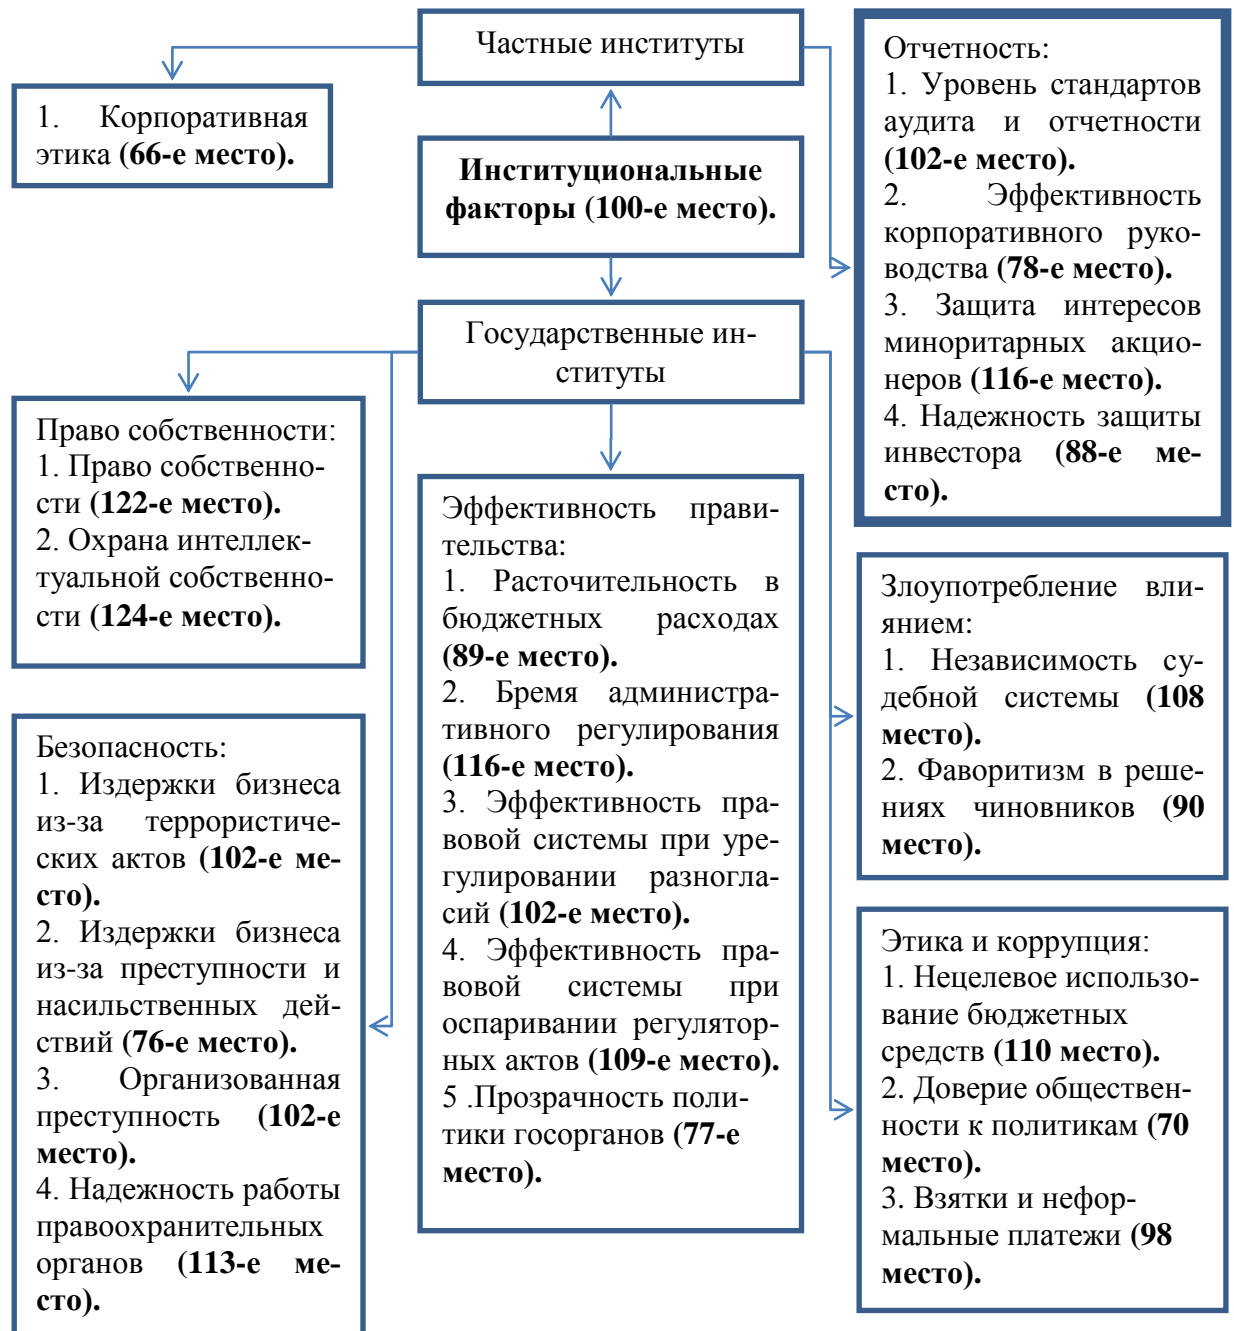 Частные институты
1. Корпоративная
этика (66-е место).
Институциональные
факторы (100-е место).
Отчетность:
1. Уровень стандартов
аудита и отчетности
(102-е место).
2. Эффективность
корпоративного руко-
водства (78-е место).
3. Защита интересов
миноритарных акцио-
неров (116-е место).
4. Надежность защиты
инвестора (88-е ме-
сто).
Государственные ин-
ституты
Право собственности:
1. Право собственно-
сти (122-е место).
2. Охрана интеллек-
туальной собственно-
сти (124-е место).
Эффективность прави-
тельства:
1. Расточительность в
бюджетных расходах
(89-е место).
2. Бремя администра-
тивного регулирования
(116-е место).
3. Эффективность пра-
вовой системы при уре-
гулировании разногла-
сий (102-е место).
4. Эффективность пра-
вовой системы при
оспаривании регулятор-
ных актов (109-е место).
5 .Прозрачность поли-
тики госорганов (77-е
место).
Злоупотребление вли-
янием:
1. Независимость су-
дебной системы (108
место).
2. Фаворитизм в реше-
ниях чиновников (90
место).
Безопасность:
1. Издержки бизнеса
из-за террористиче-
ских актов (102-е ме-
сто).
2. Издержки бизнеса
из-за преступности и
насильственных дей-
ствий (76-е место).
3. Организованная
преступность (102-е
место).
4. Надежность работы
правоохранительных
органов (113-е ме-
сто).
Этика и коррупция:
1. Нецелевое использо-
вание бюджетных
средств (110 место).
2. Доверие обществен-
ности к политикам (70
место).
3. Взятки и нефор-
мальные платежи (98
место).